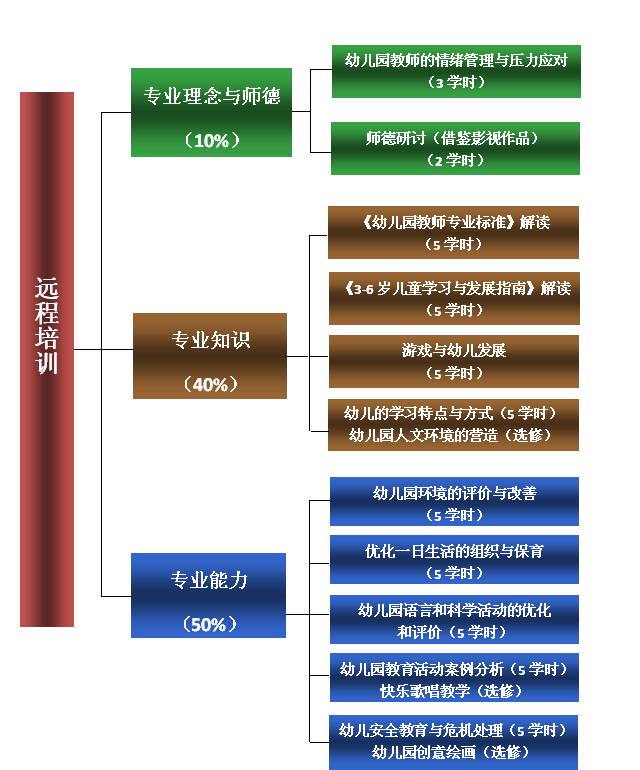 远程培训
专业理念与师德
（10%）
幼儿园教师的情绪管理与压力应对
（3 学时）
师德研讨（借鉴影视作品）
（2 学时）
专业知识
（40%）
《幼儿园教师专业标准》解读
（5 学时）
《3-6 岁儿童学习与发展指南》解读
（5 学时）
游戏与幼儿发展
（5 学时）
幼儿的学习特点与方式（5 学时）
幼儿园人文环境的营造（选修）
专业能力
（50%）
幼儿园环境的评价与改善
（5 学时）
优化一日生活的组织与保育
（5 学时）
幼儿园语言和科学活动的优化
和评价（5 学时）
幼儿园教育活动案例分析（5 学时）
快乐歌唱教学（选修）
幼儿安全教育与危机处理（5 学时）
幼儿园创意绘画（选修）